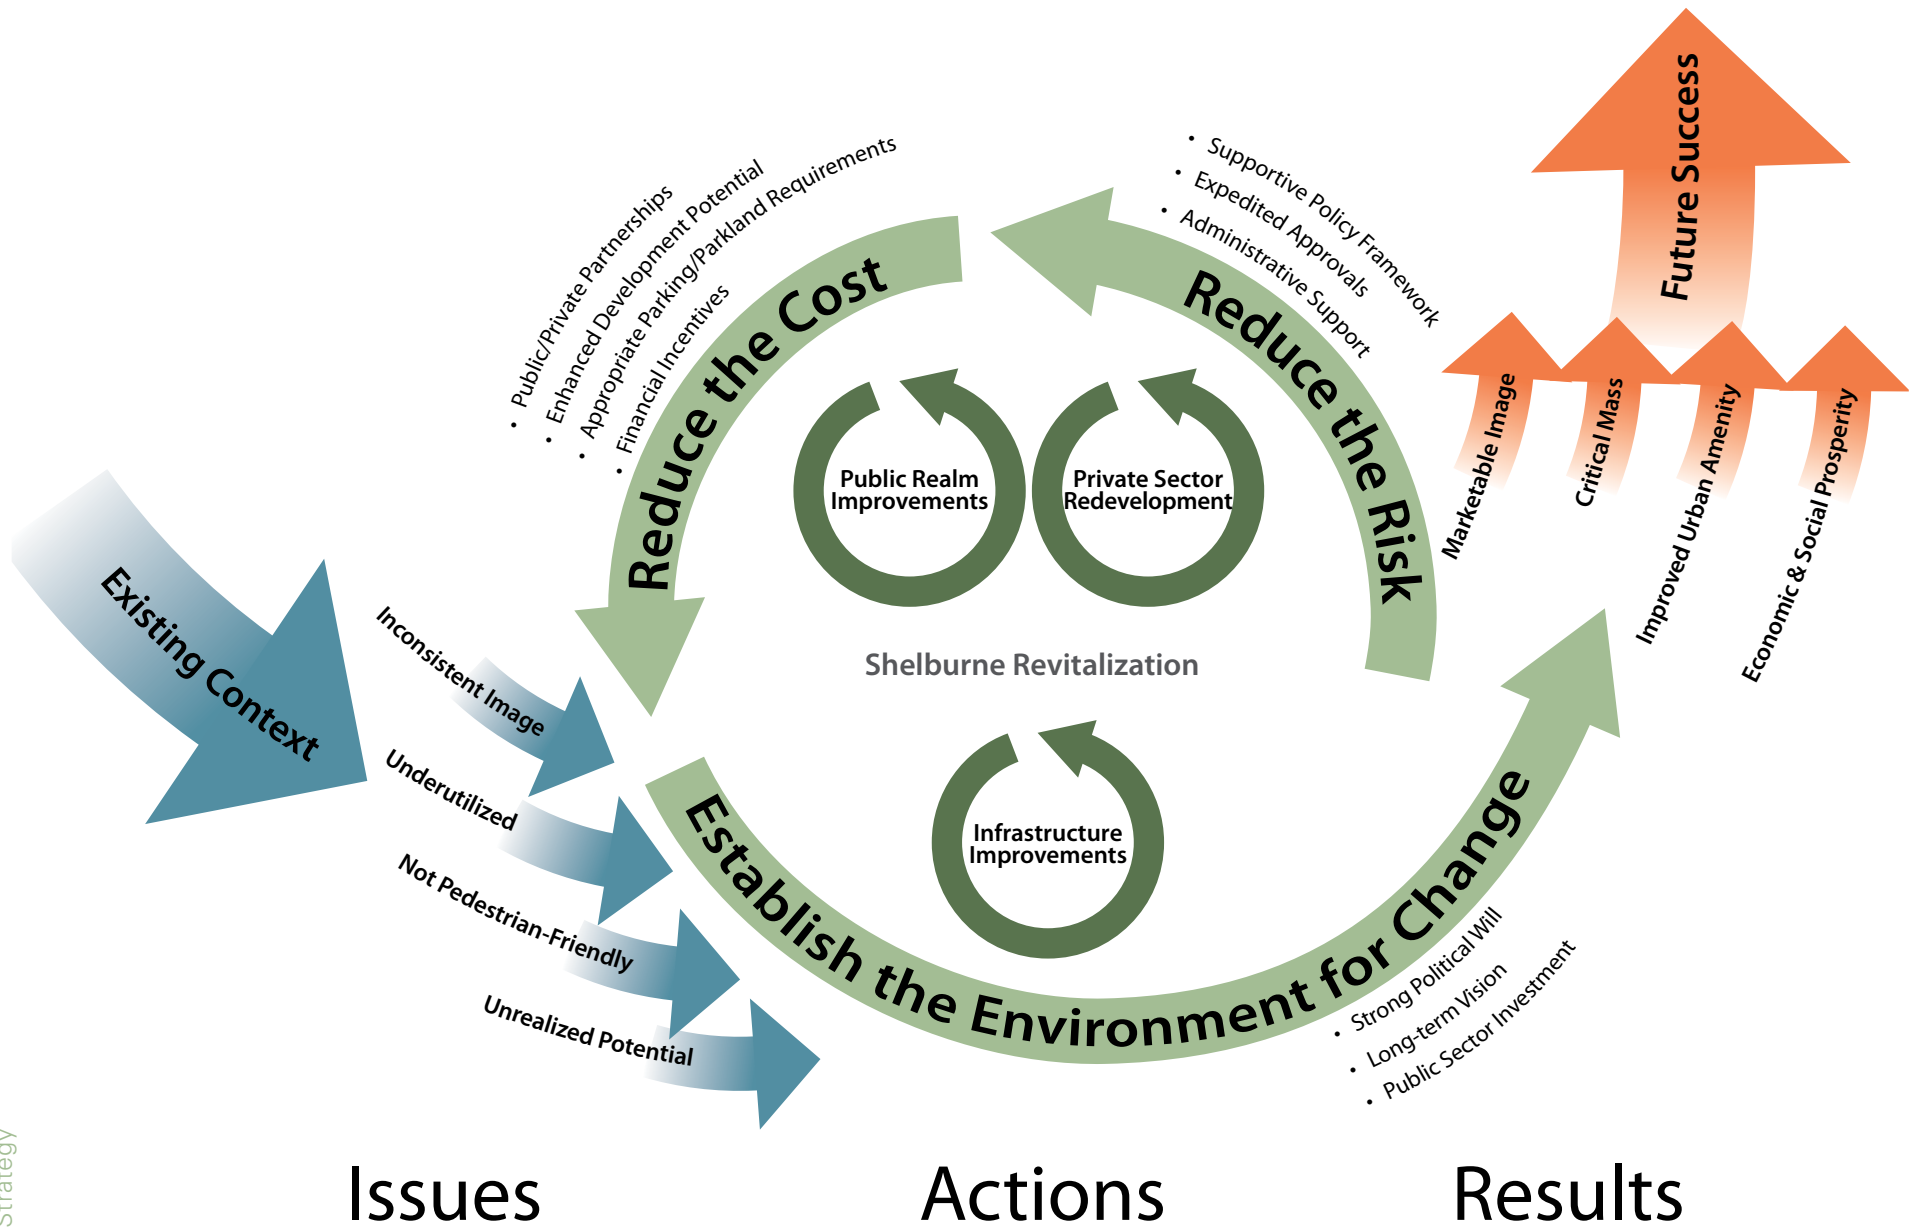 Future Success
Marketable Image
Critical Mass
Improved Urban Amenity
Economic & Social Prosperity
• Supportive Policy Framework
• Expedited Approvals
• Administrative Support
Reduce the Risk
• Public/Private Partnerships
• Enhanced Development Potential
• Appropriate Parking/Parkland Requirements
• Financial Incentives
Reduce the Cost
Public Realm
Improvements
Private Sector
Redevelopment
Shelburne Revitalization
Infrastructure
Improvements
Existing Context
Inconsistent Image
Underutilized
Not Pedestrian-Friendly
Unrealized Potential
Establish the Environment for Change
• Strong Political Will
• Long-term Vision
• Public Sector Investment
Strategy
Issues
Actions
Results